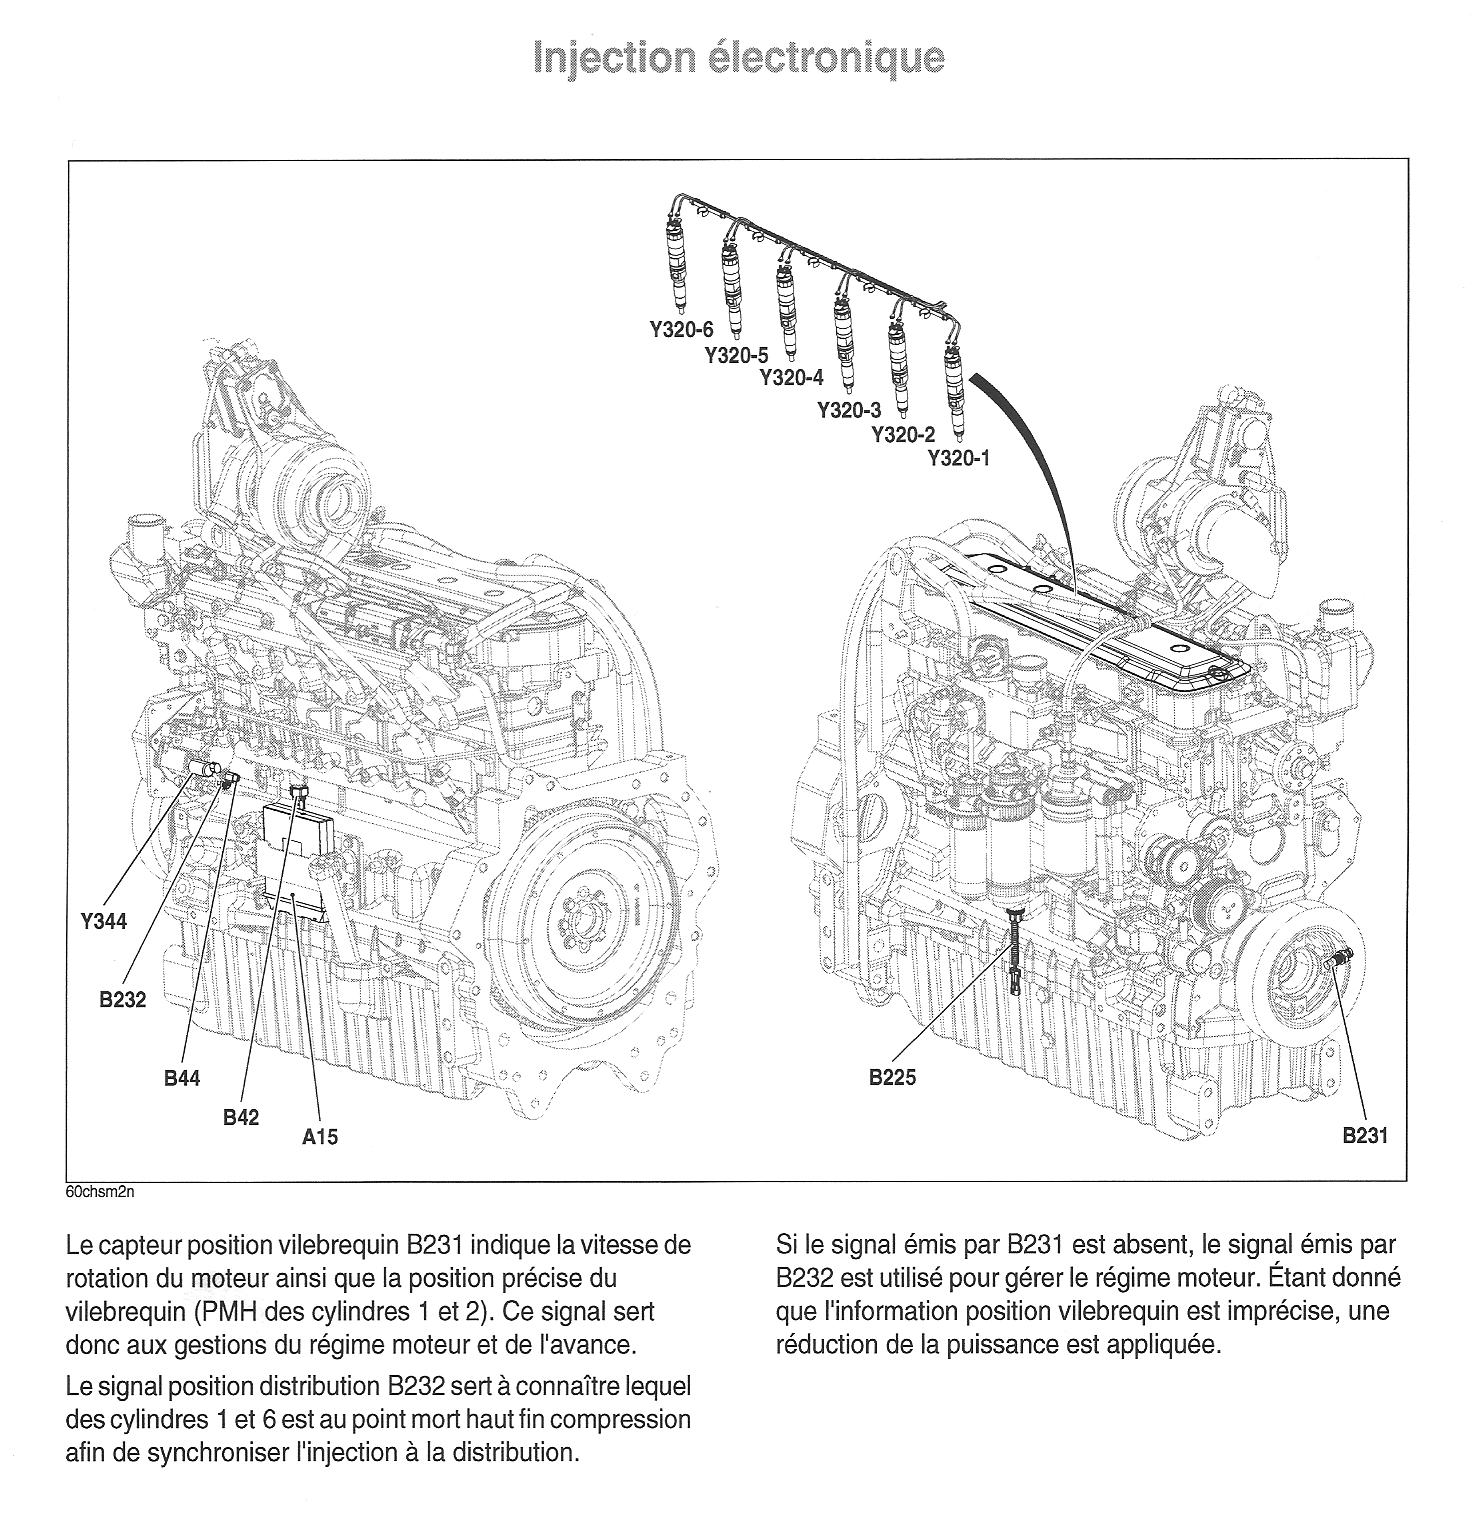 Injection électronique
Y320-6
Y320-5
Y320-4
Y320-3
Y320-2
Y320-1
Y344
B232
B44
B42
A15
B225
B231
60chsm2n
Le capteur position vilebrequin B231 indique la vitesse de
rotation du moteur ainsi que la position précise du
vilebrequin (PMH des cylindres 1 et 2). Ce signal sert
donc aux gestions du régime moteur et de l'avance.
Le signal position distribution B232 sert à connaître lequel
des cylindres 1 et 6 est au point mort haut fin compression
afin de synchroniser l'injection à la distribution.
Si le signal émis par B231 est absent, le signal émis par
B232 est utilisé pour gérer le régime moteur. Étant donné
que l'information position vilebrequin est imprécise, une
réduction de la puissance est appliquée.